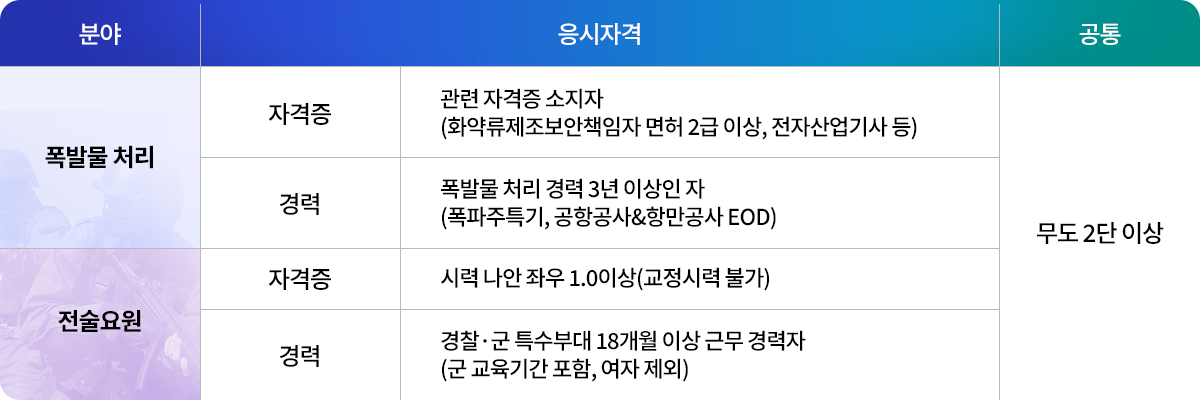 분야
응시자격
공통
폭발물 처리
자격증
관련 자격증 소지자
(화약류제조보안책임자 면허 2급 이상, 전자산업기사 등)
경력
폭발물 처리 경력 3년 이상인 자
(폭파주특기, 공항공사&항만공사 EOD)
무도 2단 이상
전술요원
자격증
시력 나안 좌우 1.0이상(교정시력 불가)
경력
경찰·군 특수부대 18개월 이상 근무 경력자
(군 교육기간 포함, 여자 제외)